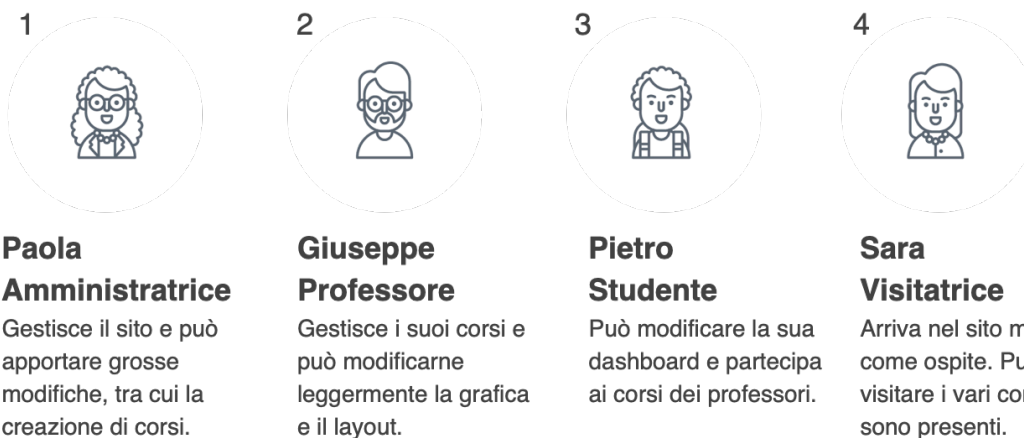 1
2
3
4
Paola
Amministratrice
Gestisce il sito e può
apportare grosse
modifiche, tra cui la
creazione di corsi.
Giuseppe
Professore
Gestisce i suoi corsi e
può modificarne
leggermente la grafica
e il layout.
Pietro
Studente
Può modificare la sua
dashboard e partecipa
ai corsi dei professori.
Sara
Visitatrice
Arriva nel sito
come ospite.
visitare i vari
sono presenti.